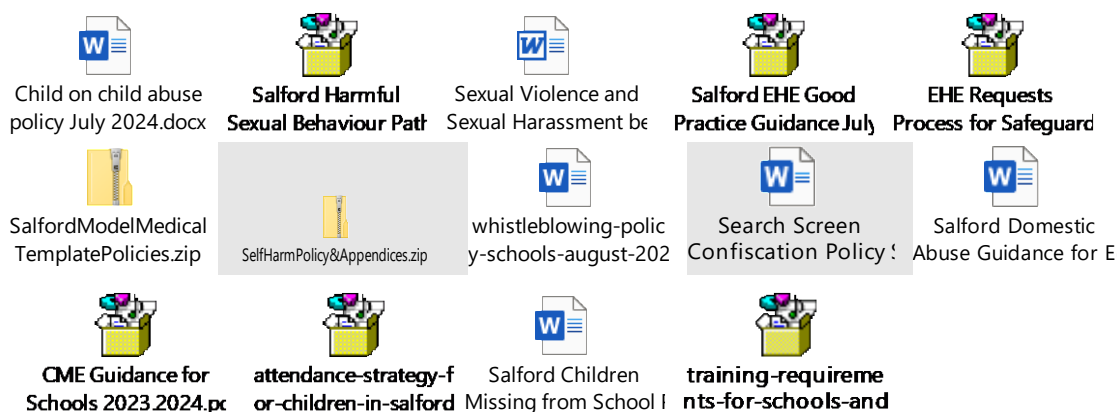 Child on child abuse
policy July 2024.docx
Salford Harmful
Sexual Behaviour Path
Sexual Violence and
Sexual Harassment be
Salford EHE Good
Practice Guidance July
EHE Requests
Process for Safeguard
SalfordModelMedical
TemplatePolicies.zip
SelfHarmPolicy&Appendices.zip
whistleblowing-polic
y-schools-august-202
Search Screen
Confiscation Policy S
Salford Domestic
Abuse Guidance for E
CME Guidance for
Schools 2023.2024.pd
attendance-strategy-f
or-children-in-salford
Salford Children
Missing from School F
training-requireme
nts-for-schools-and